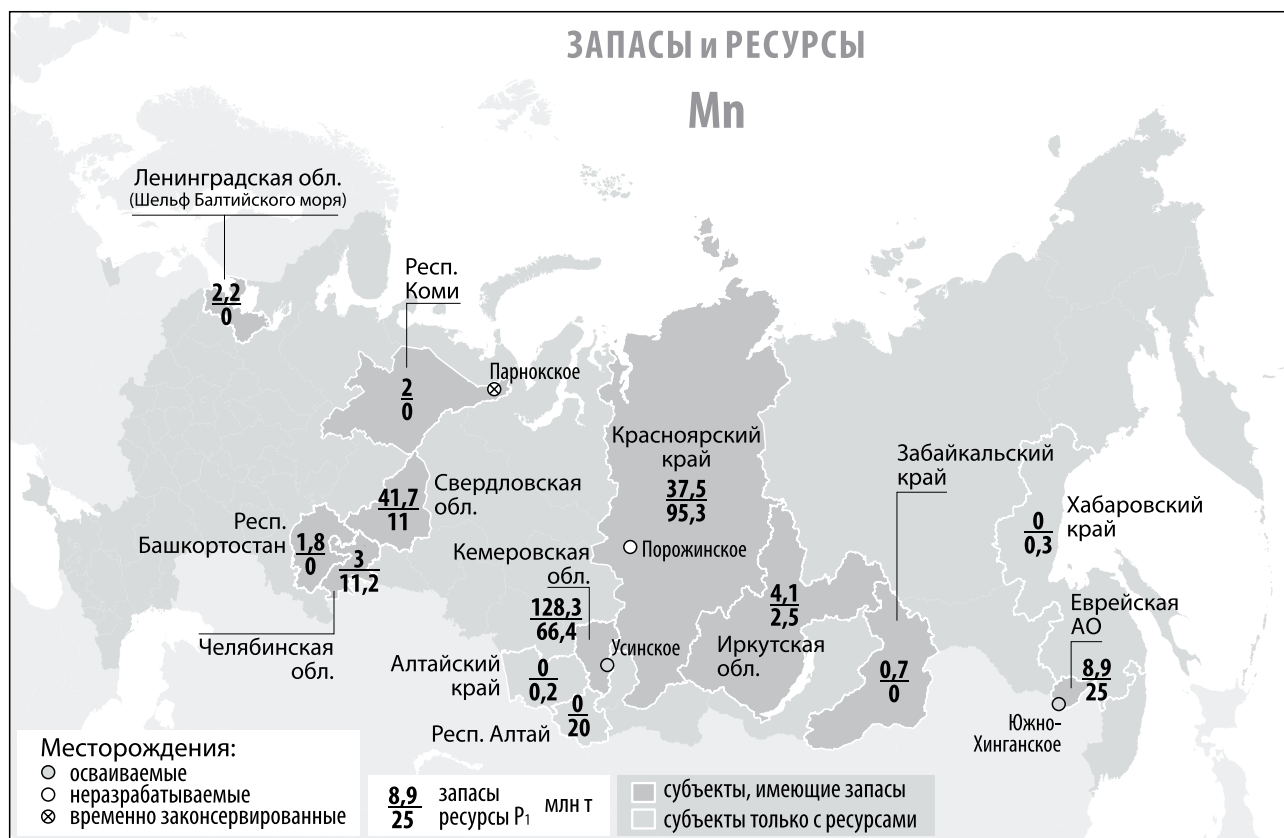 ЗАПАСЫ и РЕСУРСЫ
Mn
Ленинградская обл.
(Шельф Балтийского моря)
2,2
0
Респ.
Коми
2
0
Парнокское
Красноярский
край
37,5
95,3
Порожинское
Забайкальский
край
0,7
0
Хабаровский
край
0
0,3
Свердловская
обл.
41,7
11
Респ.
Башкортостан
1,8
0
3
11,2
Челябинская
обл.
Кемеровская
обл.
128,3
66,4
Усинское
Иркутская
обл.
4,1
2,5
Еврейская
АО
8,9
25
Южно-
Хинганское
Алтайский
край
0
0,2
Респ. Алтай
0
20
Месторождения:
осваиваемые
неразрабатываемые
временно законсервированные
8,9
25
запасы
ресурсы Р1
млн т
субъекты, имеющие запасы
субъекты только с ресурсами